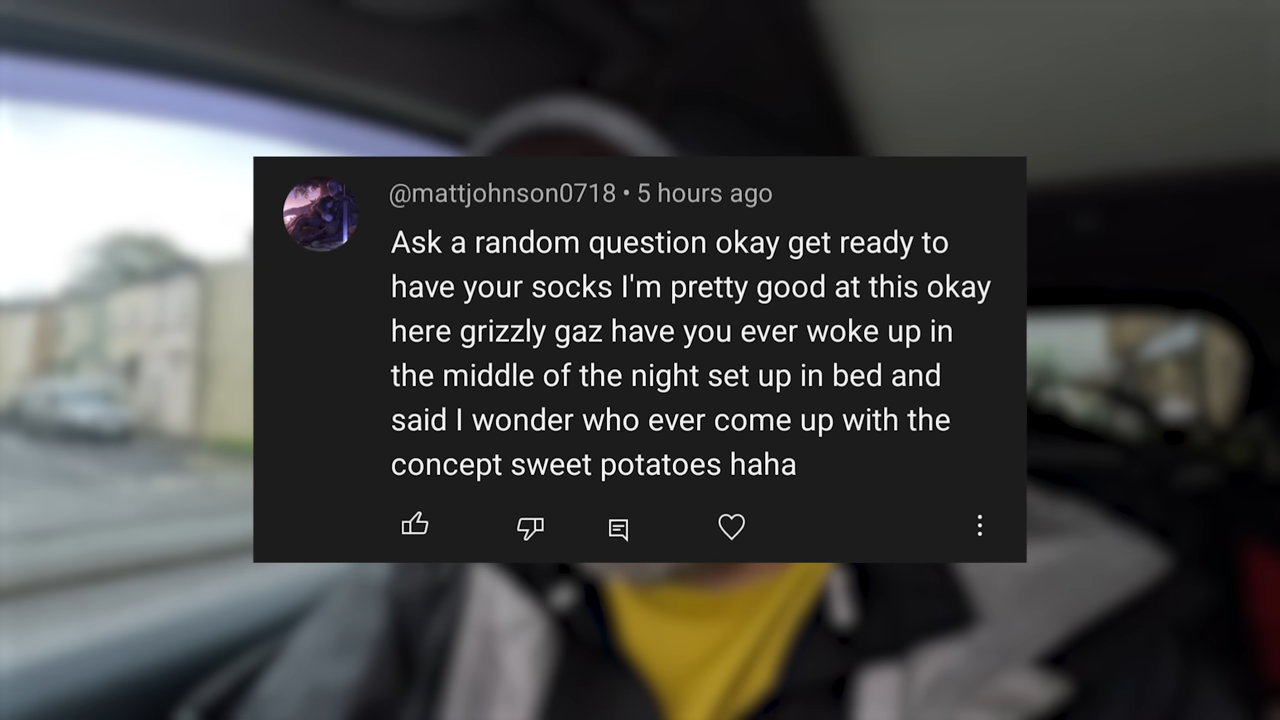 @mattjohnson0718 • 5 hours ago
Ask a random question okay get ready to
have your socks I'm pretty good at this okay
here grizzly gaz have you ever woke up in
the middle of the night set up in bed and
said I wonder who ever come up with the
concept sweet potatoes haha